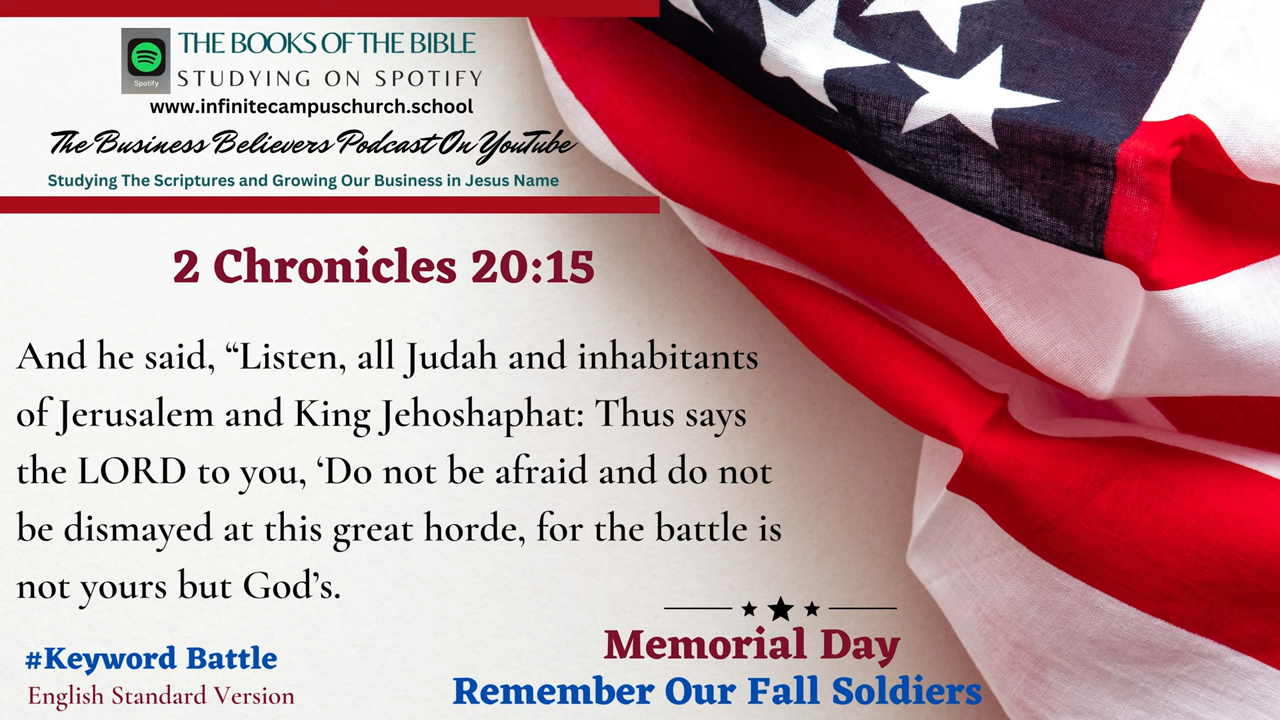 Spotify
THE BOOKS OF THE BIBLE
STUDYING ON SPOTIFY
www.infinitecampuschurch.school
The Business Believers Podcast On YouTube
Studying The Scriptures and Growing Our Business in Jesus Name
2 Chronicles 20:15
And he said, “Listen, all Judah and inhabitants
of Jerusalem and King Jehoshaphat: Thus says
the LORD to you, ‘Do not be afraid and do not
be dismayed at this great horde, for the battle is
not yours but God’s.
#Keyword Battle
English Standard Version
Memorial Day
Remember Our Fall Soldiers